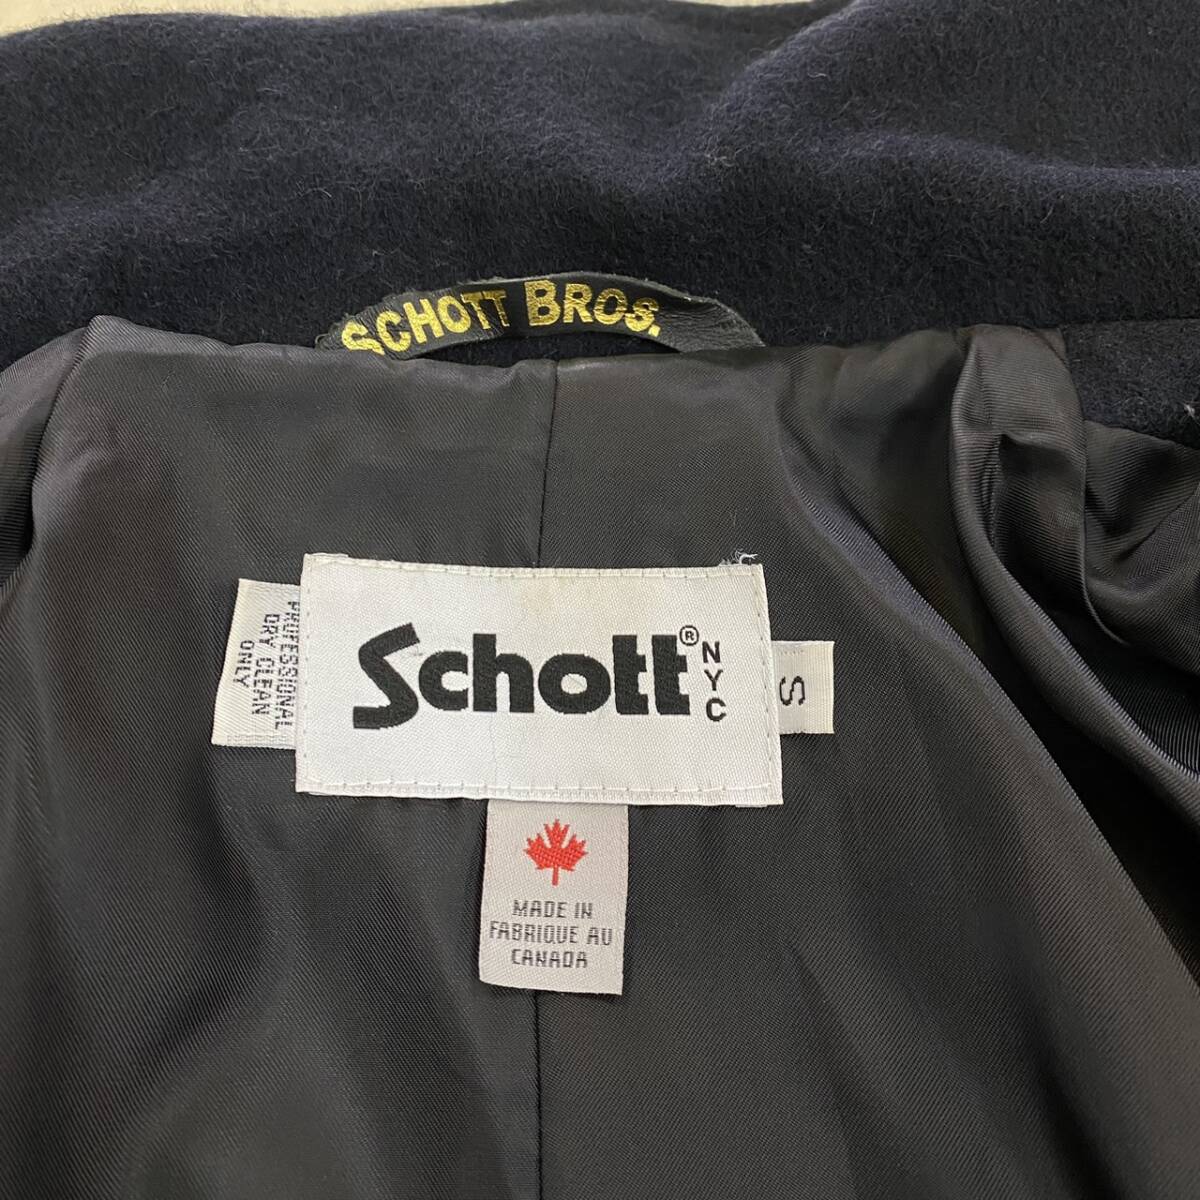 SCHOTT BROS.
PROFESSIONAL
DRY CLEAN
ONLY
Schott® NYC
S
MADE IN
FABRIQUE AU
CANADA